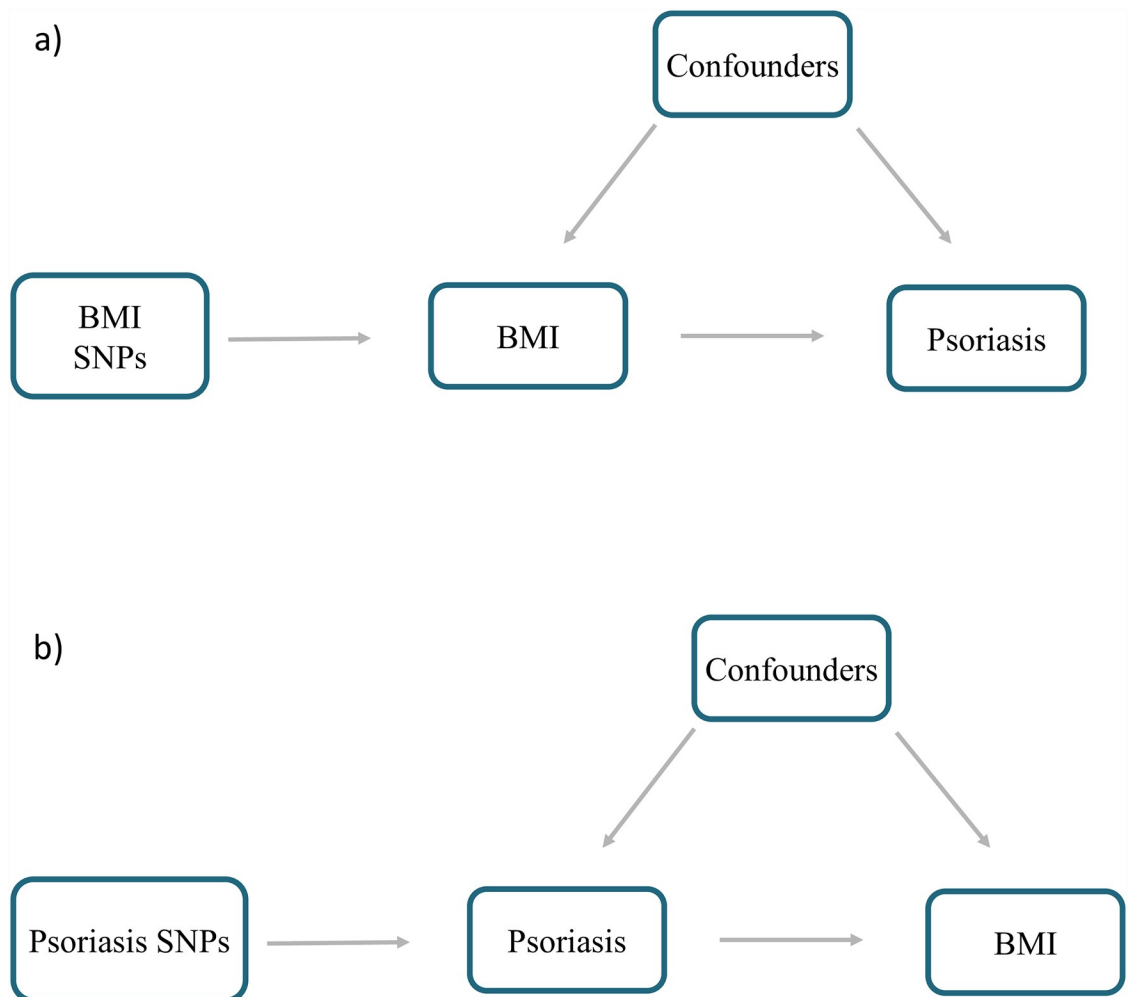 a)
Confounders
BMI
SNPs
BMI
Psoriasis
b)
Confounders
Psoriasis SNPs
Psoriasis
BMI